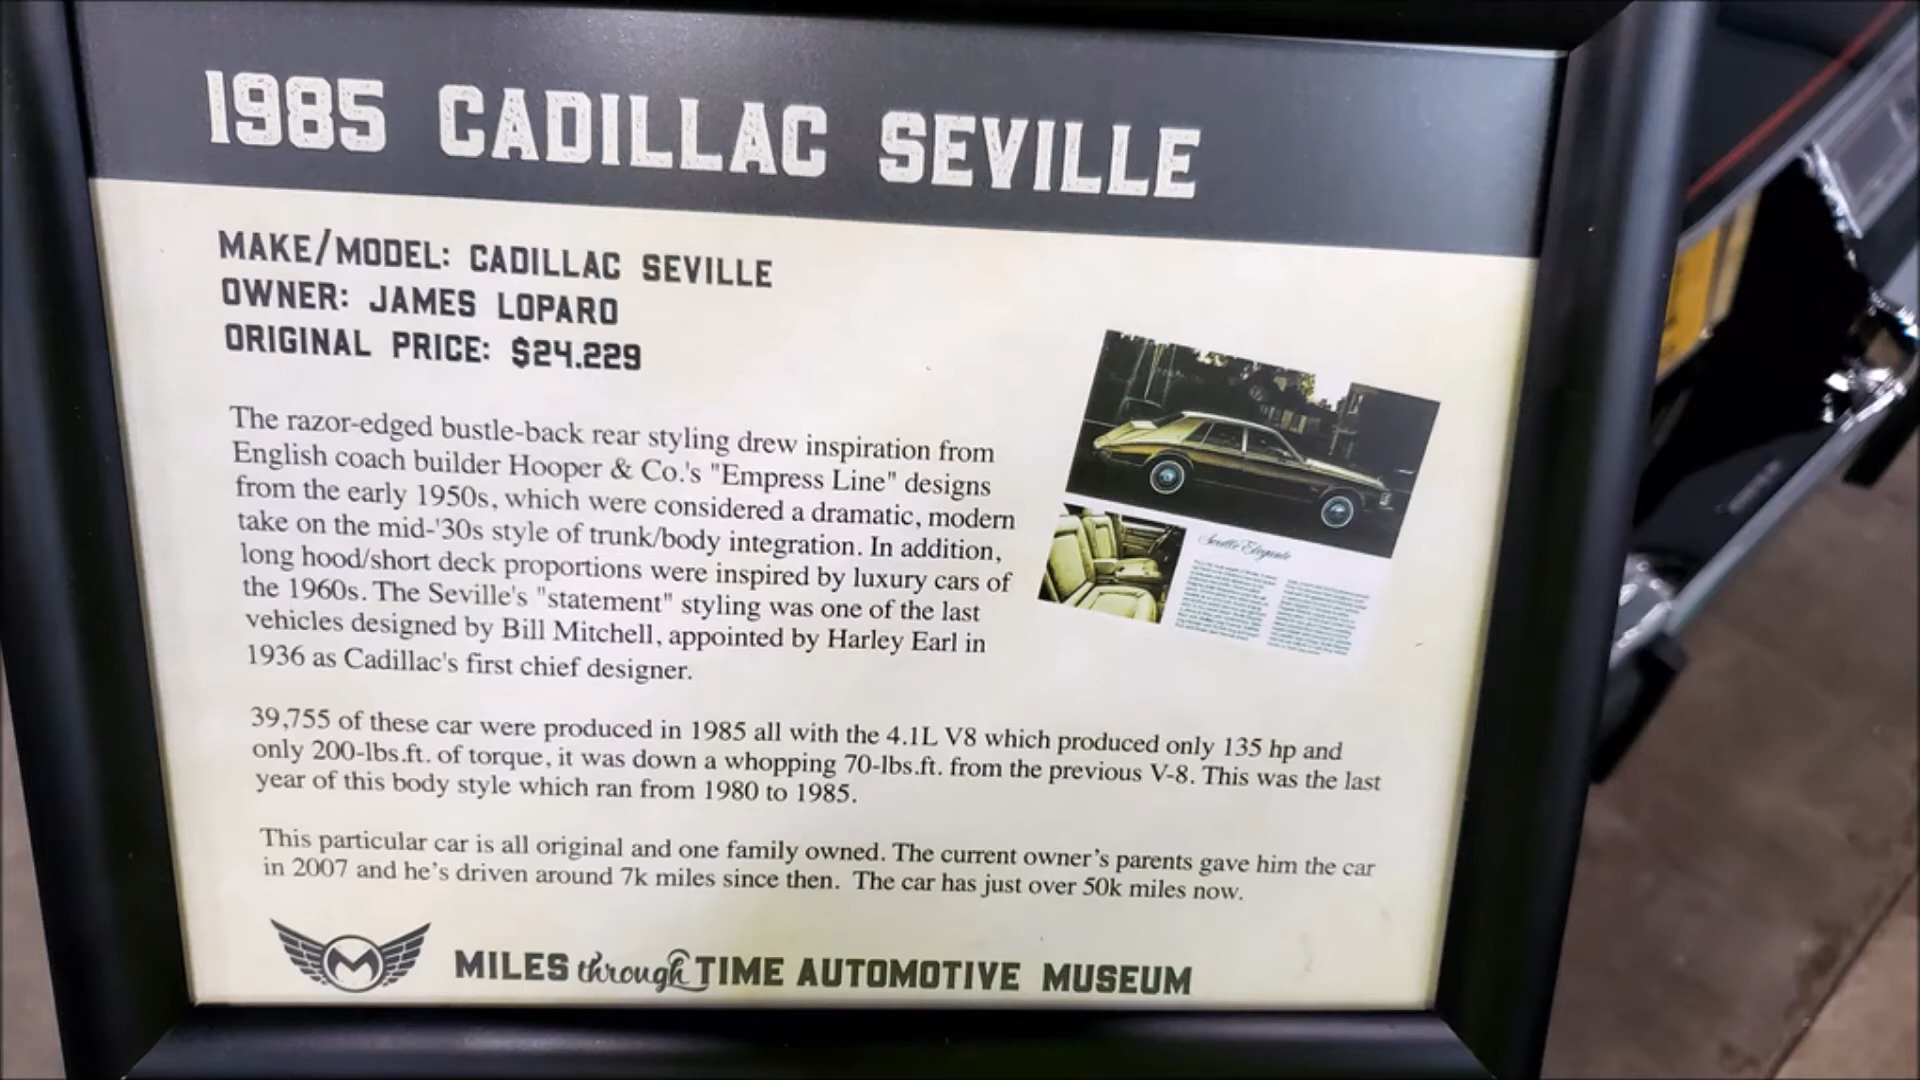 1985 CADILLAC SEVILLE
MAKE/MODEL: CADILLAC SEVILLE
OWNER: JAMES LOPARO
ORIGINAL PRICE: $24.229
The razor-edged bustle-back rear styling drew inspiration from
English coach builder Hooper & Co.'s "Empress Line" designs
from the early 1950s, which were considered a dramatic, modern
take on the mid-'30s style of trunk/body integration. In addition,
long hood/short deck proportions were inspired by luxury cars of
the 1960s. The Seville's "statement" styling was one of the last
vehicles designed by Bill Mitchell, appointed by Harley Earl in
1936 as Cadillac's first chief designer.
Seville Elegante
39,755 of these car were produced in 1985 all with the 4.1L V8 which produced only 135 hp and
only 200-lbs.ft. of torque, it was down a whopping 70-lbs.ft. from the previous V-8. This was the last
year of this body style which ran from 1980 to 1985.
This particular car is all original and one family owned. The current owner's parents gave him the car
in 2007 and he's driven around 7k miles since then. The car has just over 50k miles now.
M
MILES through TIME AUTOMOTIVE MUSEUM